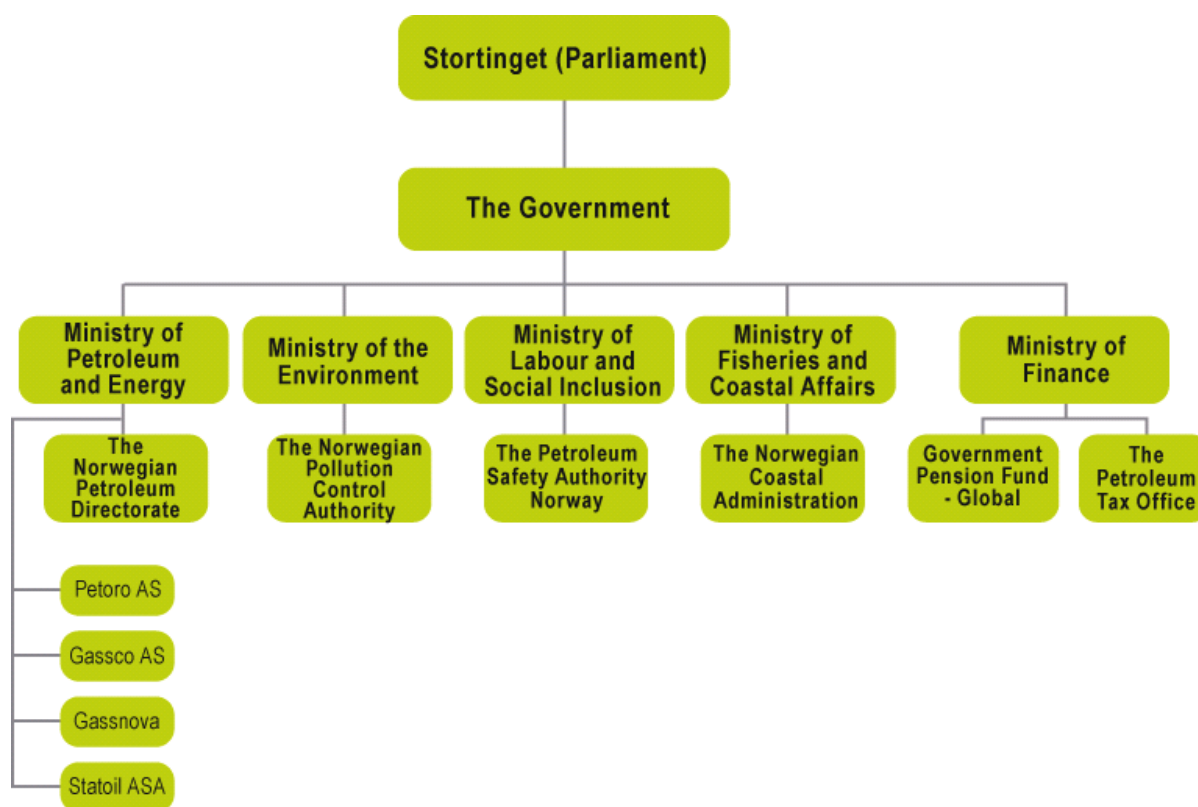 Stortinget (Parliament)
The Government
Ministry of
Petroleum
and Energy
Ministry of the
Environment
Ministry of
Labour and
Social Inclusion
Ministry of
Fisheries and
Coastal Affairs
Ministry of
Finance
The
Norwegian
Petroleum
Directorate
The Norwegian
Pollution
Control
Authority
The Petroleum
Safety Authority
Norway
The Norwegian
Coastal
Administration
Government
Pension Fund
- Global
The
Petroleum
Tax Office
Petoro AS
Gassco AS
Gassnova
Statoil ASA